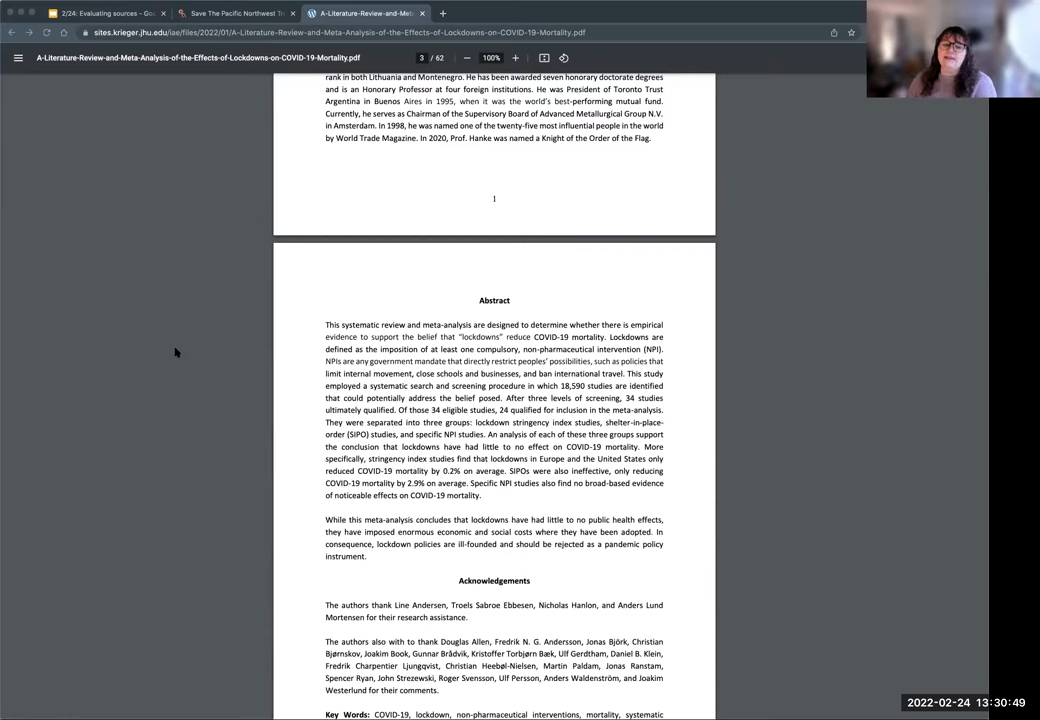 2/24: Evaluating sources - Go
Save The Pacific Northwest Tr
A-Literature-Review-and-Meta-
sites.krieger.jhu.edu/iae/files/2022/01/A-Literature-Review-and-Meta-Analysis-of-the-Effects-of-Lockdowns-on-COVID-19-Mortality.pdf
A-Literature-Review-and-Meta-Analysis-of-the-Effects-of-Lockdowns-on-COVID-19-Mortality.pdf
3 / 62
100%
rank in both Lithuania and Montenegro. He has been awarded seven honorary doctorate degrees
and is an Honorary Professor at four foreign institutions. He was President of Toronto Trust
Argentina in Buenos Aires in 1995, when it was the world's best-performing mutual fund.
Currently, he serves as Chairman of the Supervisory Board of Advanced Metallurgical Group N.V.
in Amsterdam. In 1998, he was named one of the twenty-five most influential people in the world
by World Trade Magazine. In 2020, Prof. Hanke was named a Knight of the Order of the Flag.
1
Abstract
This systematic review and meta-analysis are designed to determine whether there is empirical
evidence to support the belief that "lockdowns" reduce COVID-19 mortality. Lockdowns are
defined as the imposition of at least one compulsory, non-pharmaceutical intervention (NPI).
NPIs are any government mandate that directly restrict peoples' possibilities, such as policies that
limit internal movement, close schools and businesses, and ban international travel. This study
employed a systematic search and screening procedure in which 18,590 studies are identified
that could potentially address the belief posed. After three levels of screening, 34 studies
ultimately qualified. Of those 34 eligible studies, 24 qualified for inclusion in the meta-analysis.
They were separated into three groups: lockdown stringency index studies, shelter-in-place-
order (SIPO) studies, and specific NPI studies. An analysis of each of these three groups support
the conclusion that lockdowns have had little to no effect on COVID-19 mortality. More
specifically, stringency index studies find that lockdowns in Europe and the United States only
reduced COVID-19 mortality by 0.2% on average. SIPOs were also ineffective, only reducing
COVID-19 mortality by 2.9% on average. Specific NPI studies also find no broad-based evidence
of noticeable effects on COVID-19 mortality.
While this meta-analysis concludes that lockdowns have had little to no public health effects,
they have imposed enormous economic and social costs where they have been adopted. In
consequence, lockdown policies are ill-founded and should be rejected as a pandemic policy
instrument.
Acknowledgements
The authors thank Line Andersen, Troels Sabroe Ebbesen, Nicholas Hanlon, and Anders Lund
Mortensen for their research assistance.
The authors also with to thank Douglas Allen, Fredrik N. G. Andersson, Jonas Björk, Christian
Bjørnskov, Joakim Book, Gunnar Brådvik, Kristoffer Torbjørn Bæk, Ulf Gerdtham, Daniel B. Klein,
Fredrik Charpentier Ljungqvist, Christian Heebøl-Nielsen, Martin Paldam, Jonas Ranstam,
Spencer Ryan, John Strezewski, Roger Svensson, Ulf Persson, Anders Waldenström, and Joakim
Westerlund for their comments.
Key Words: COVID-19, lockdown, non-pharmaceutical interventions, mortality, systematic
2022-02-24 13:30:49